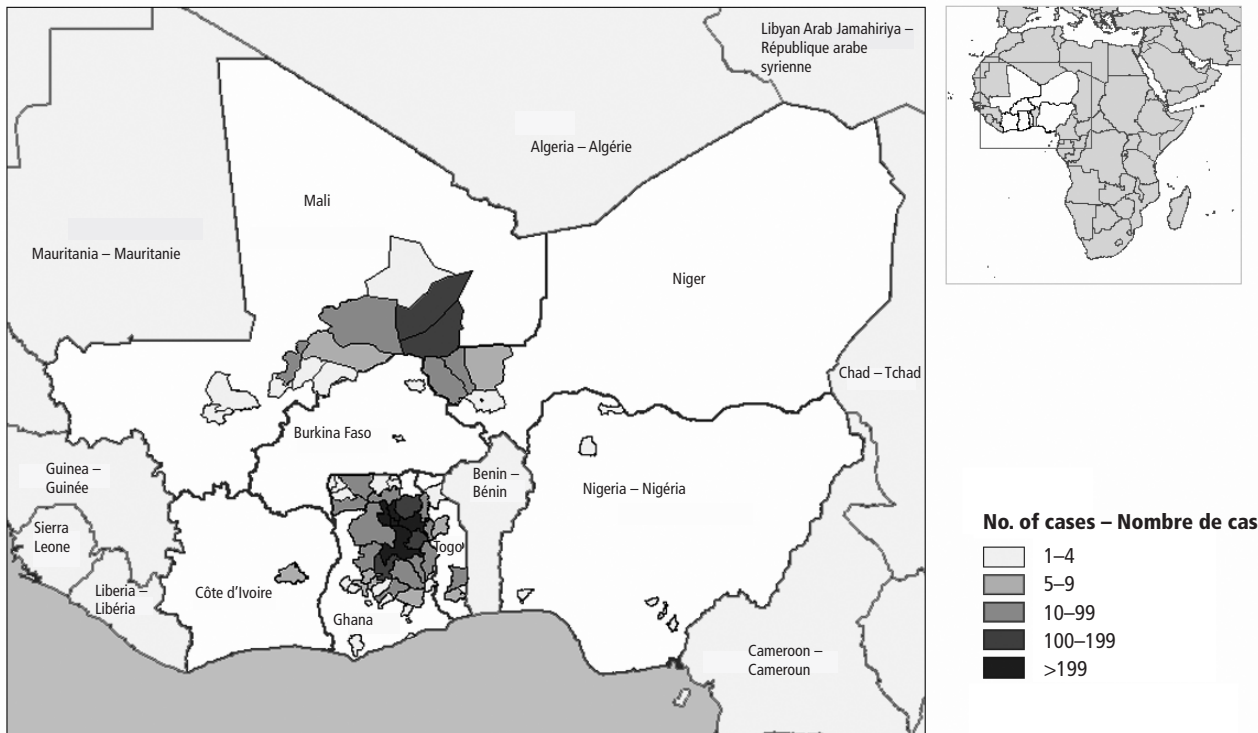 Libyan Arab Jamahiriya –
République arabe
syrienne
Algeria – Algérie
Mali
Mauritania – Mauritanie
Niger
Chad – Tchad
Burkina Faso
Guinea –
Guinée
Benin –
Bénin
Nigeria – Nigéria
Sierra
Leone
Togo
Liberia –
Libéria
Côte d'Ivoire
Ghana
Cameroon –
Cameroun
No. of cases – Nombre de cas
1–4
5–9
10–99
100–199
>199